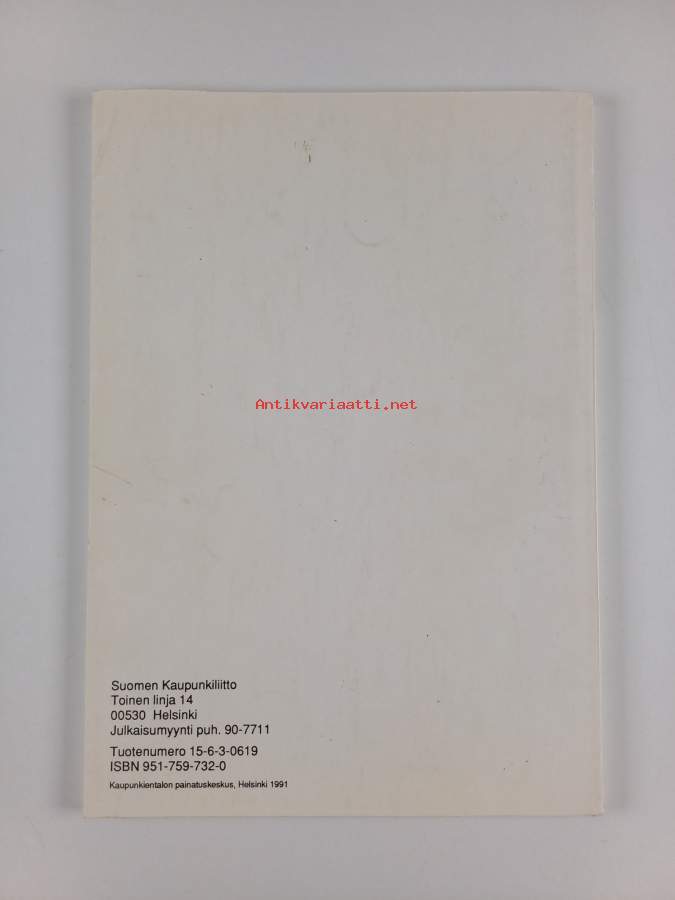 Antikvariaatti.net
Suomen Kaupunkiliitto
Toinen linja 14
00530 Helsinki
Julkaisumyynti puh. 90-7711
Tuotenumero 15-6-3-0619
ISBN 951-759-732-0
Kaupunkientalon painatuskeskus, Helsinki 1991